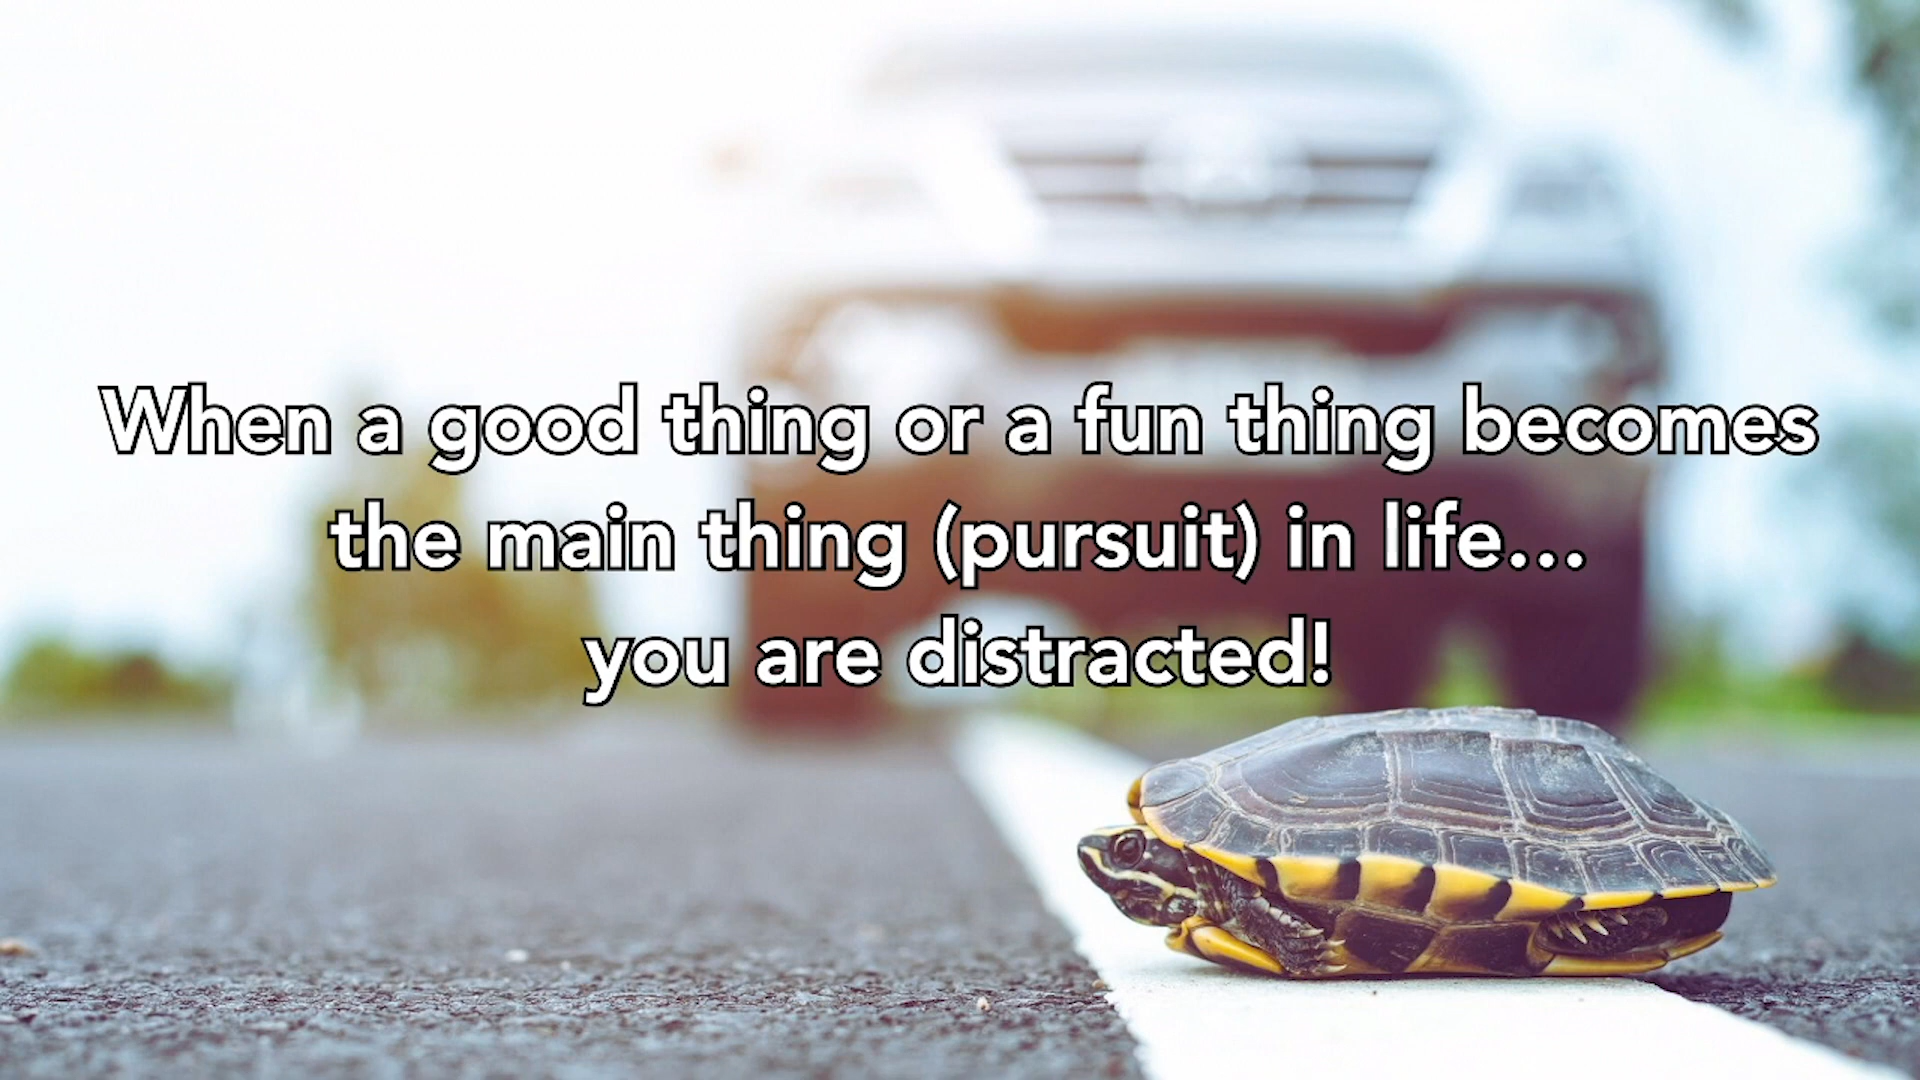 When a good thing or a fun thing becomes
the main thing (pursuit) in life...
you are distracted!